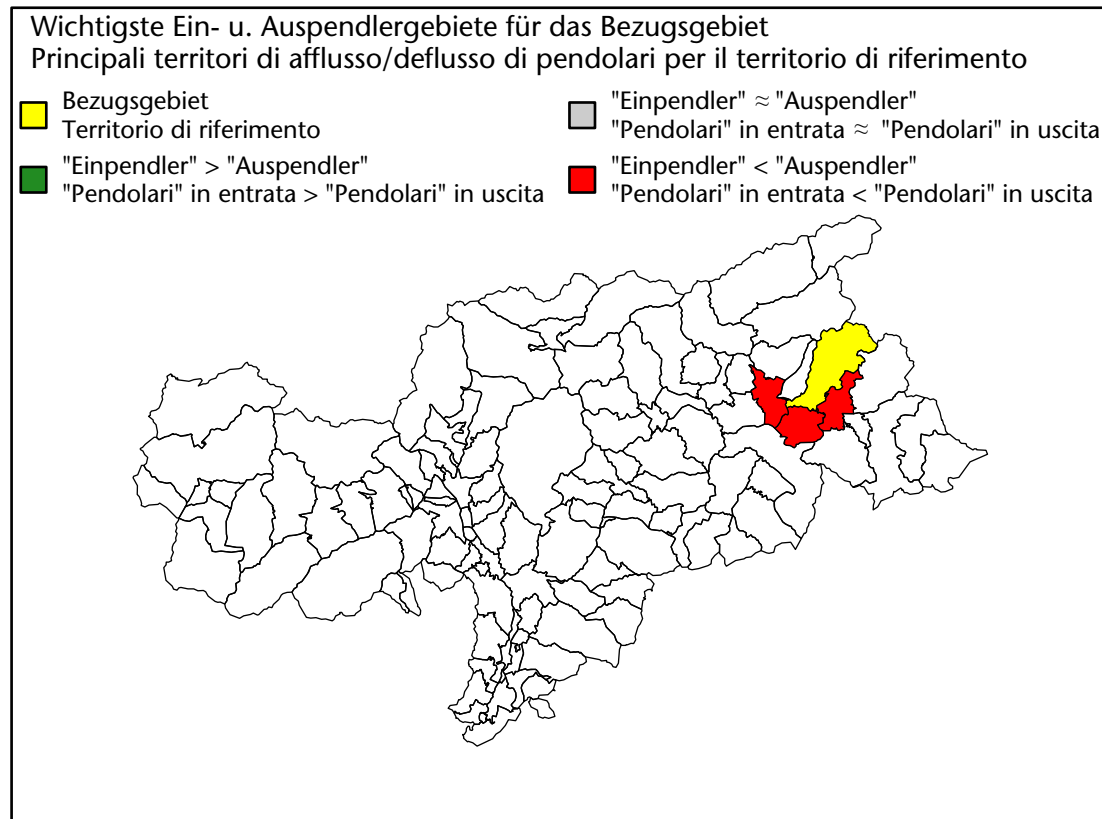 Wichtigste Ein- u. Auspendlergebiete für das Bezugsgebiet
Principali territori di afflusso/deflusso di pendolari per il territorio di riferimento
Bezugsgebiet
Territorio di riferimento
"Einpendler" > "Auspendler"
"Pendolari" in entrata > "Pendolari" in uscita
"Einpendler" ≈ "Auspendler"
"Pendolari" in entrata ≈ "Pendolari" in uscita
"Einpendler" < "Auspendler"
"Pendolari" in entrata < "Pendolari" in uscita